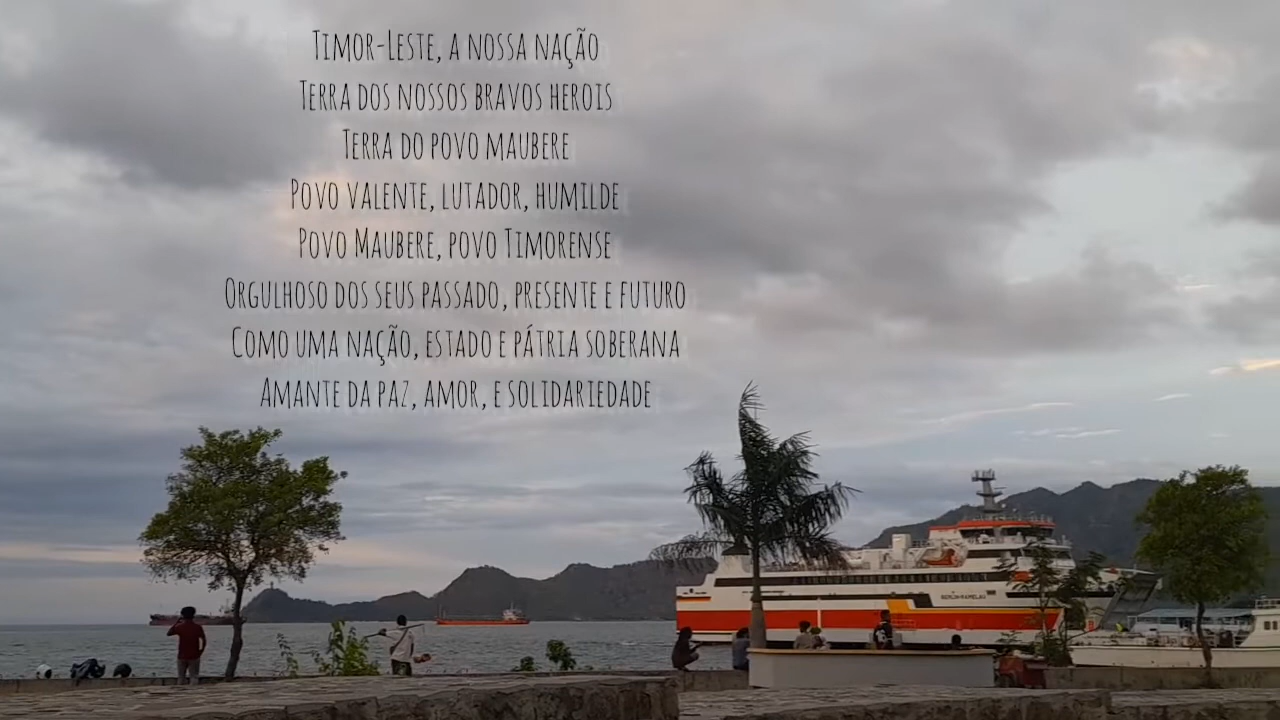 Timor-Leste, a nossa nação
Terra dos nossos bravos herois
Terra do povo maubere
Povo valente, lutador, humilde
Povo Maubere, povo Timorense
Orgulhoso dos seus passado, presente e futuro
Como uma nação, estado e pátria soberana
Amante da paz, amor, e solidariedade
BERLIN-RAMELAU